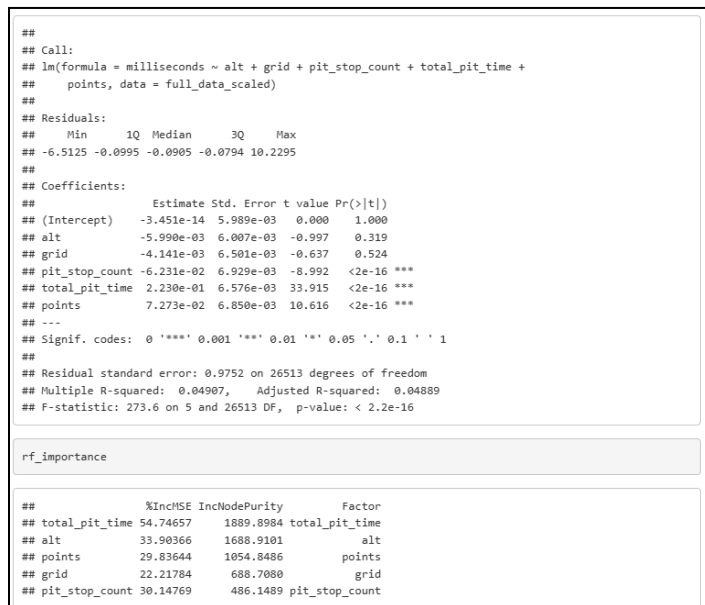 ##
## Call:
## lm(formula = milliseconds ~ alt + grid + pit_stop_count + total_pit_time +
##     points, data = full_data_scaled)
##
## Residuals:
##     Min      1Q  Median      3Q     Max
## -6.5125 -0.0995 -0.0905 -0.0794 10.2295
##
## Coefficients:
##                  Estimate Std. Error t value Pr(>|t|)
## (Intercept)    -3.451e-14  5.989e-03   0.000    1.000
## alt            -5.990e-03  6.007e-03  -0.997    0.319
## grid           -4.141e-03  6.501e-03  -0.637    0.524
## pit_stop_count -6.231e-02  6.929e-03  -8.992   <2e-16 ***
## total_pit_time  2.230e-01  6.576e-03  33.915   <2e-16 ***
## points          7.273e-02  6.850e-03  10.616   <2e-16 ***
## ---
## Signif. codes:  0 '***' 0.001 '**' 0.01 '*' 0.05 '.' 0.1 ' ' 1
##
## Residual standard error: 0.9752 on 26513 degrees of freedom
## Multiple R-squared:  0.04907,    Adjusted R-squared:  0.04889
## F-statistic: 273.6 on 5 and 26513 DF,  p-value: < 2.2e-16
rf_importance
##                 %IncMSE IncNodePurity         Factor
## total_pit_time 54.74657     1889.8984 total_pit_time
## alt            33.90366     1688.9101            alt
## points         29.83644     1054.8486         points
## grid           22.21784      688.7080           grid
## pit_stop_count 30.14769      486.1489 pit_stop_count